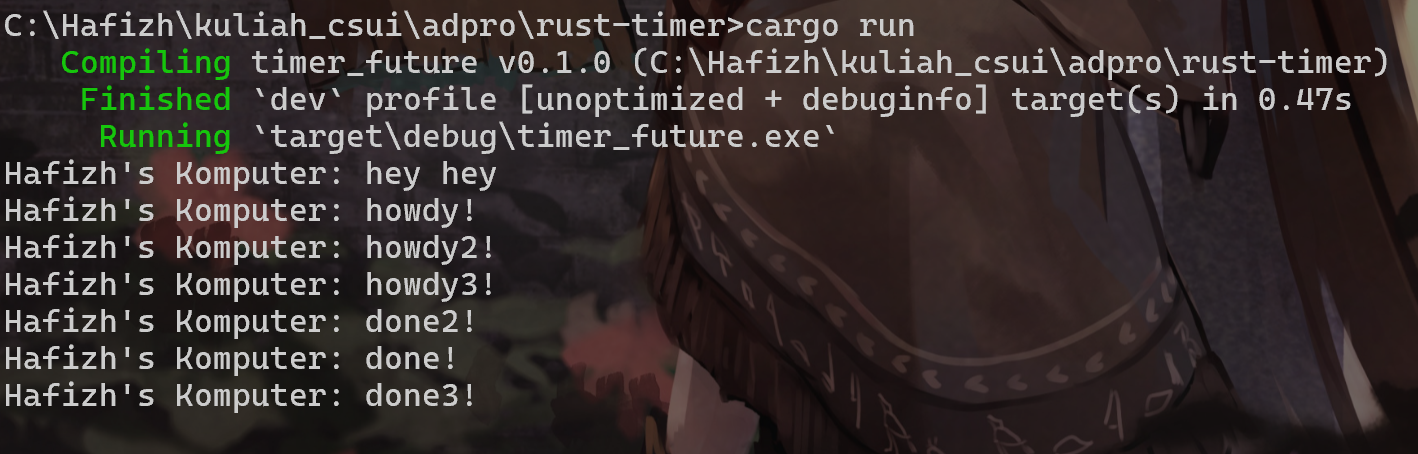 C:\Hafizh\kuliah_csui\adpro\rust-timer>cargo run
   Compiling timer_future v0.1.0 (C:\Hafizh\kuliah_csui\adpro\rust-timer)
    Finished `dev` profile [unoptimized + debuginfo] target(s) in 0.47s
     Running `target\debug\timer_future.exe`
Hafizh's Komputer: hey hey
Hafizh's Komputer: howdy!
Hafizh's Komputer: howdy2!
Hafizh's Komputer: howdy3!
Hafizh's Komputer: done2!
Hafizh's Komputer: done!
Hafizh's Komputer: done3!